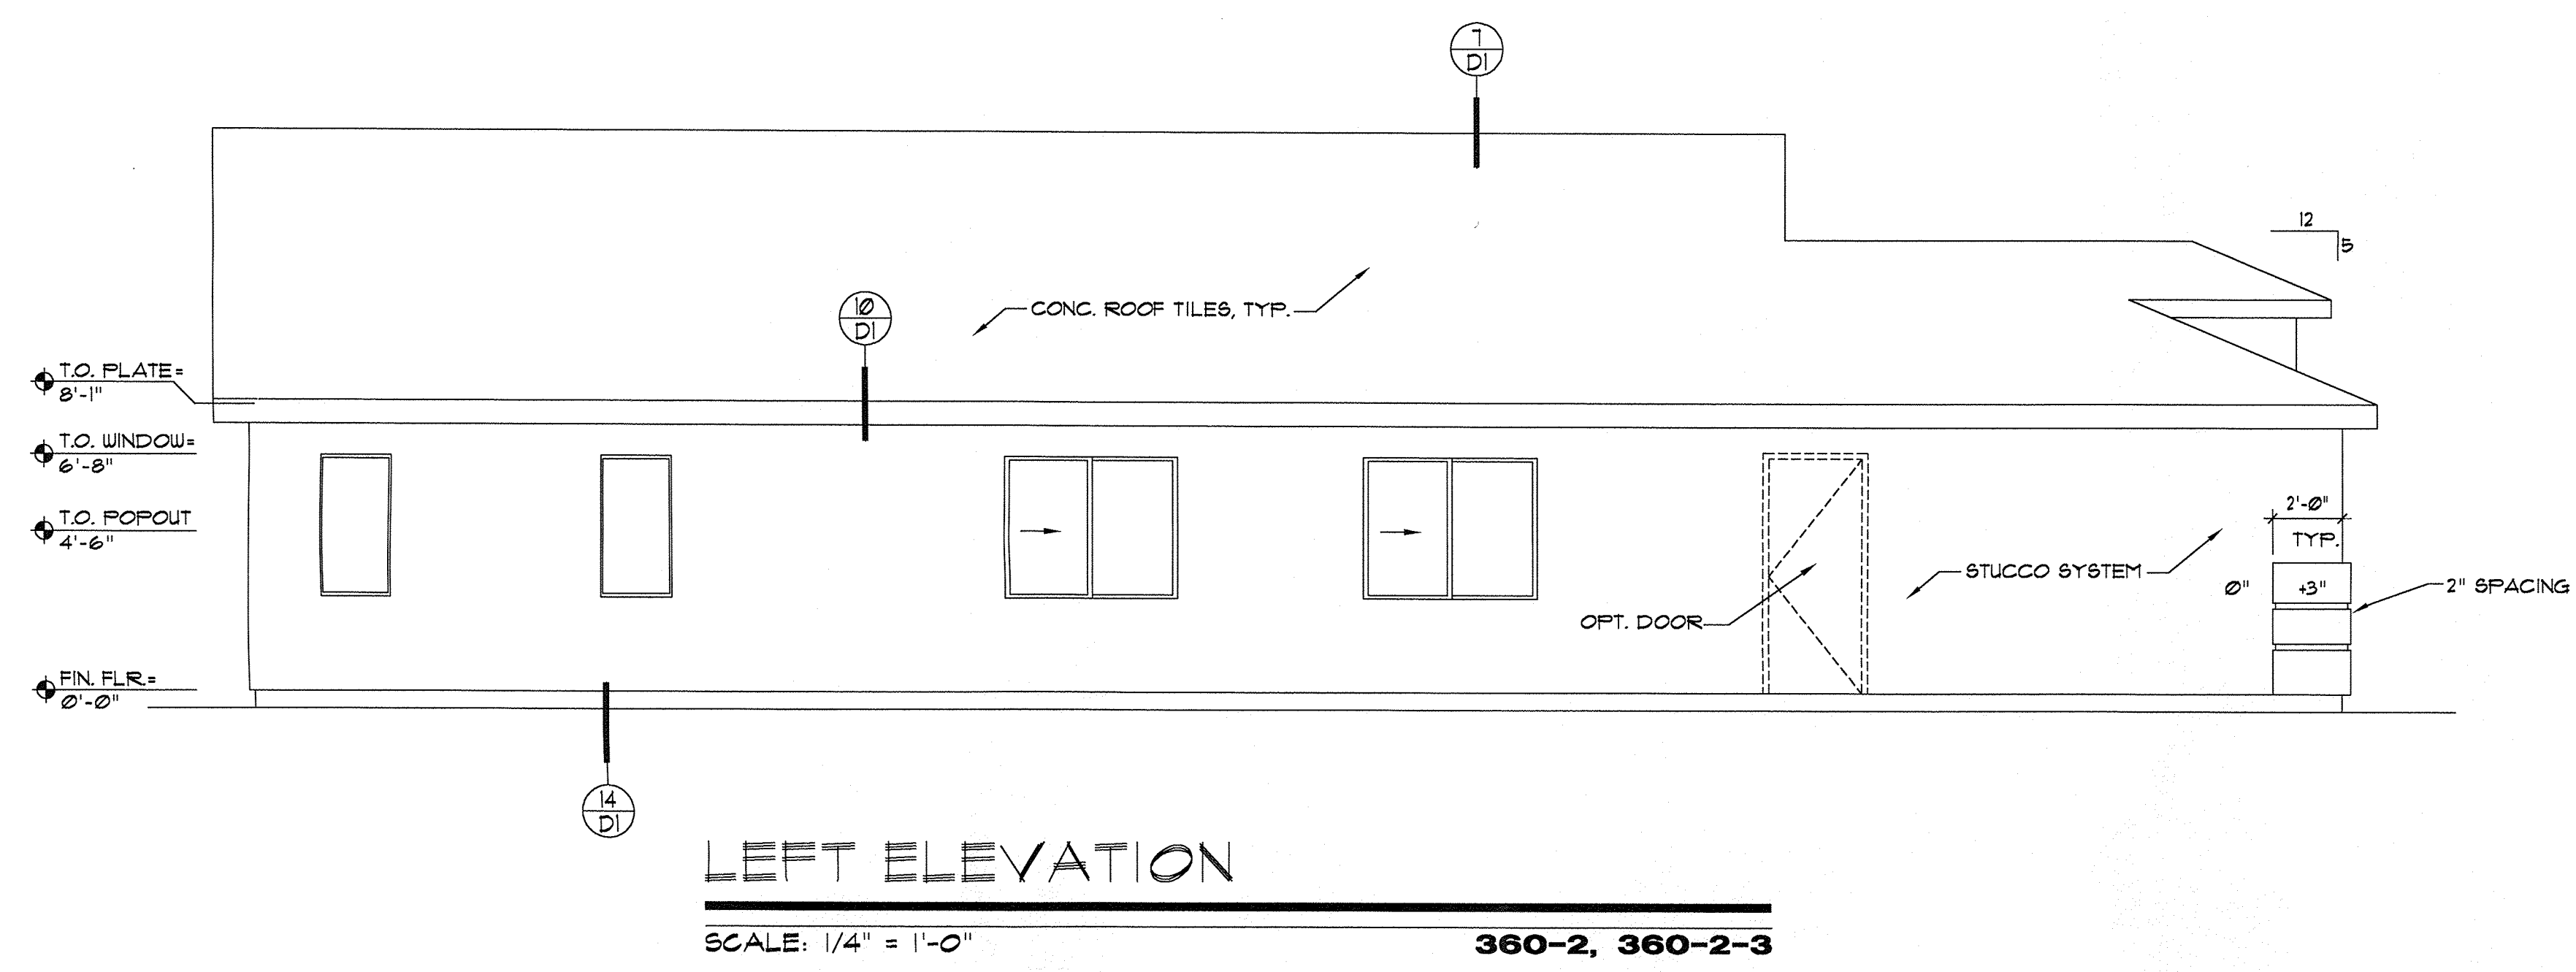 7
D1
12
5
CONC. ROOF TILES, TYP.
10
D1
T.O. PLATE=
8'-1"
T.O. WINDOW=
6'-8"
T.O. POPOUT
4'-6"
2'-0"
TYP.
STUCCO SYSTEM
0"
+3"
2" SPACING
OPT. DOOR
FIN. FLR.=
0'-0"
14
D1
LEFT ELEVATION
SCALE: 1/4" = 1'-0"
360-2, 360-2-3